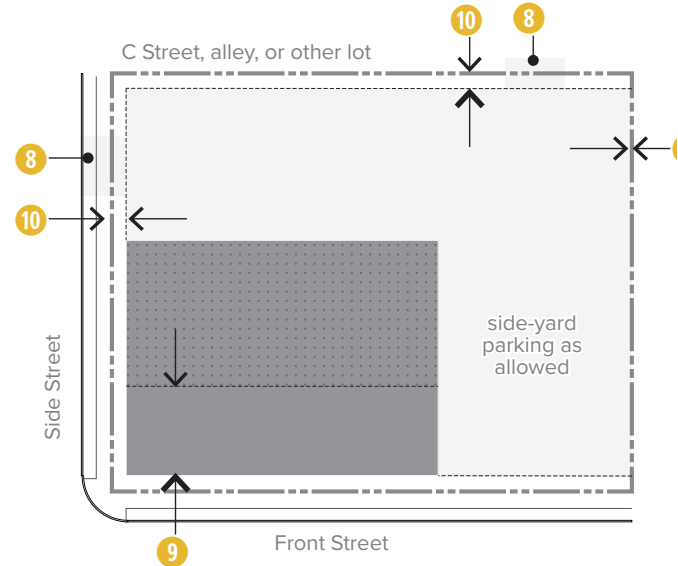 10
8
C Street, alley, or other lot
8
10
side-yard
parking as
allowed
Side Street
9
Front Street